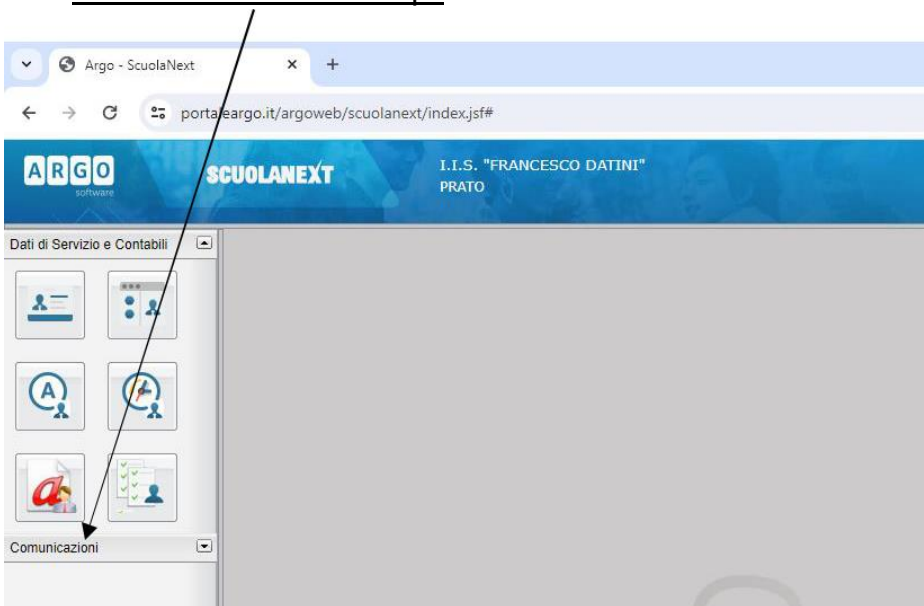 Argo - ScuolaNext
portaleargo.it/argoweb/scuolanext/index.jsf#
ARGO
software
SCUOLANEXT
I.I.S. "FRANCESCO DATINI"
PRATO
Dati di Servizio e Contabili
A
a
Comunicazioni